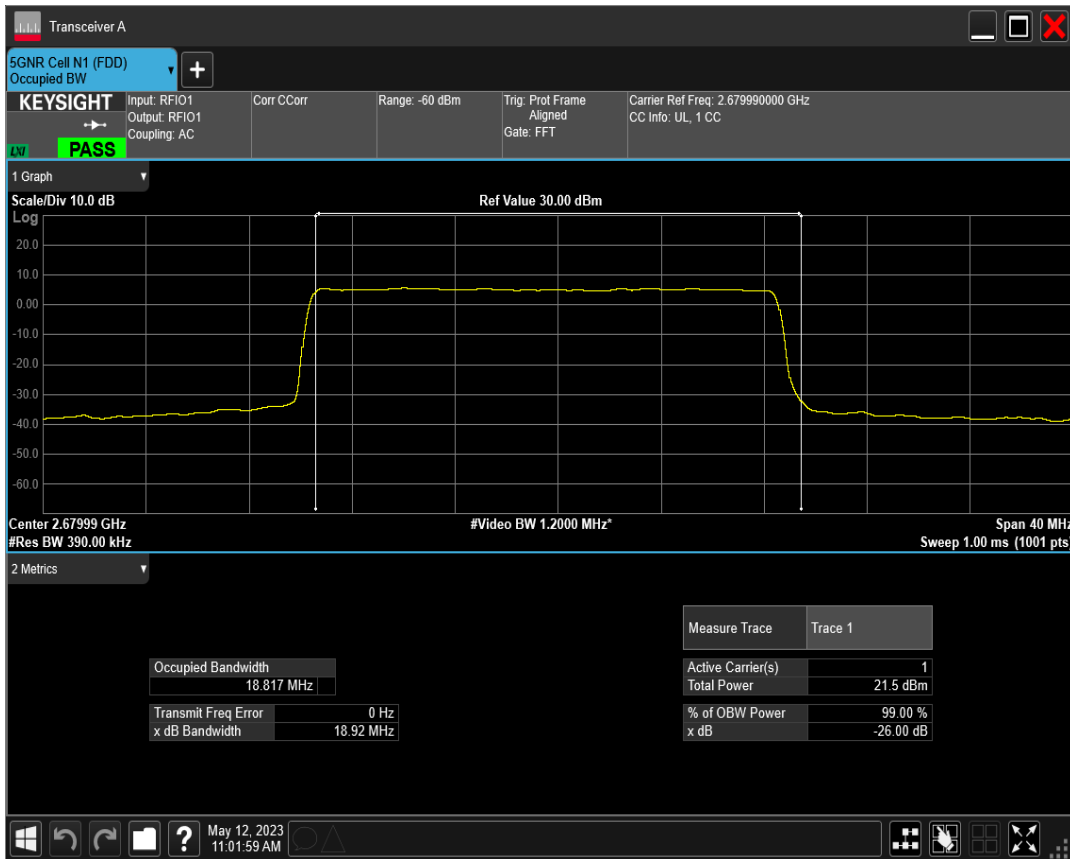 Transceiver A
5GNR Cell N1 (FDD)
Occupied BW
+
KEYSIGHT
LXI
PASS
Input: RFIO1
Output: RFIO1
Coupling: AC
Corr CCorr
Range: -60 dBm
Trig: Prot Frame
Aligned
Gate: FFT
Carrier Ref Freq: 2.679990000 GHz
CC Info: UL, 1 CC
1 Graph
Scale/Div 10.0 dB
Ref Value 30.00 dBm
Log
20.0
10.0
0.00
-10.0
-20.0
-30.0
-40.0
-50.0
-60.0
Center 2.67999 GHz
#Video BW 1.2000 MHz*
Span 40 MHz
#Res BW 390.00 kHz
Sweep 1.00 ms (1001 pts)
2 Metrics
Measure Trace Trace 1
Occupied Bandwidth
18.817 MHz
Active Carrier(s) 1
Total Power 21.5 dBm
Transmit Freq Error 0 Hz
x dB Bandwidth 18.92 MHz
% of OBW Power 99.00 %
x dB -26.00 dB
?
May 12, 2023
11:01:59 AM